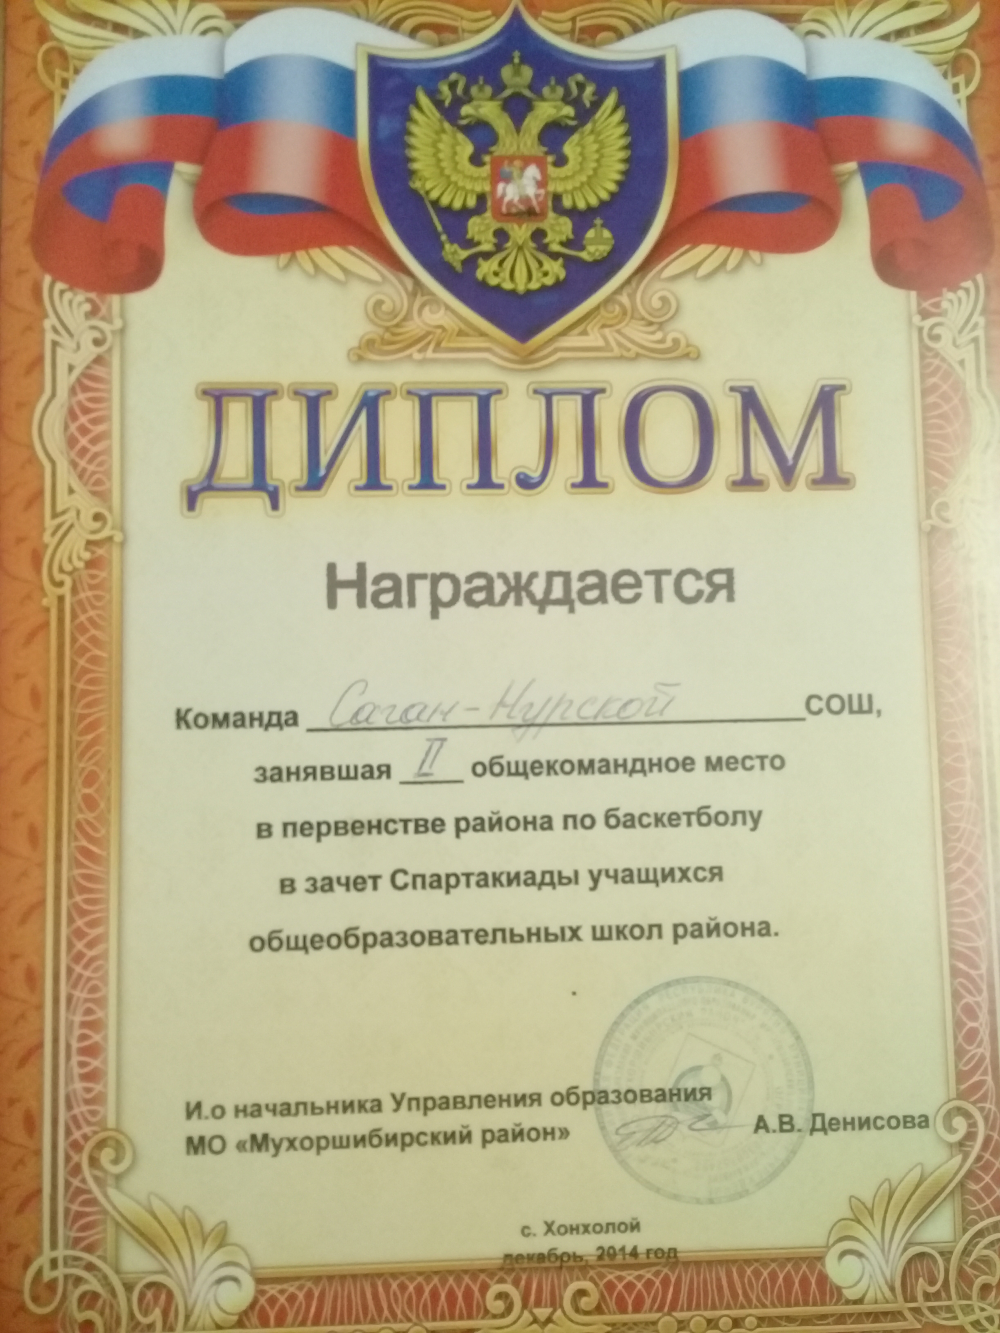 ДИПЛОМ
Награждается
Команда Саган-Нурской СОШ,
занявшая II общекомандное место
в первенстве района по баскетболу
в зачет Спартакиады учащихся
общеобразовательных школ района.
И.о начальника Управления образования
МО «Мухоршибирский район» А.В. Денисова
с. Хонхолой
декабрь, 2014 год